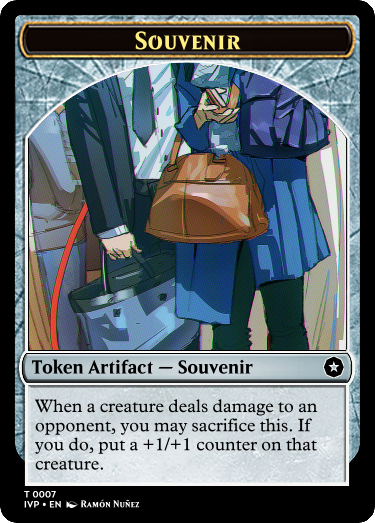 Souvenir
Token Artifact — Souvenir
When a creature deals damage to an
opponent, you may sacrifice this. If
you do, put a +1/+1 counter on that
creature.
T 0007
IVP • EN Ramón Nuñez